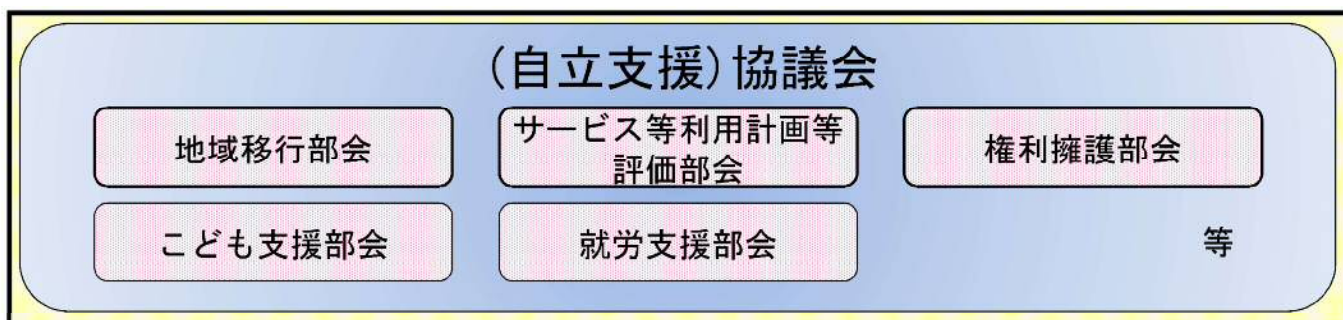 (自立支援)協議会
地域移行部会
サービス等利用計画等
評価部会
権利擁護部会
こども支援部会
就労支援部会
等